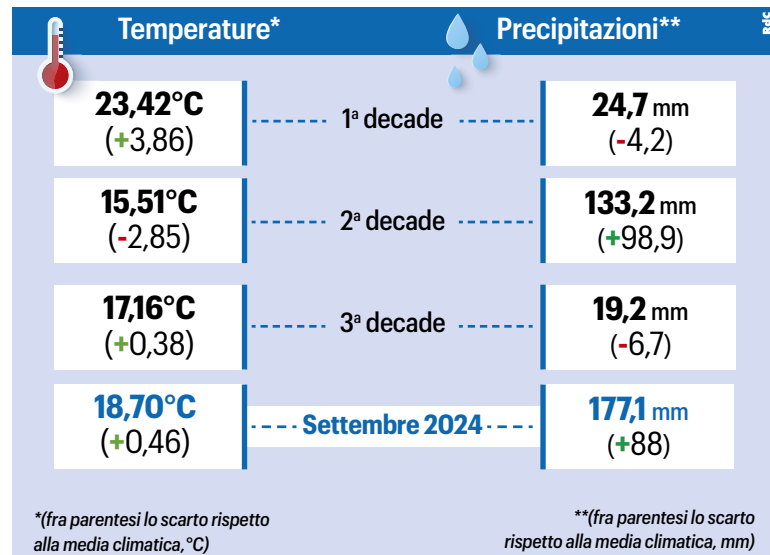 Temperature*
Precipitazioni**
RdC
23,42°C
(+3,86)
1ª decade
24,7 mm
(-4,2)
15,51°C
(-2,85)
2ª decade
133,2 mm
(+98,9)
17,16°C
(+0,38)
3ª decade
19,2 mm
(-6,7)
18,70°C
(+0,46)
Settembre 2024
177,1 mm
(+88)
*(fra parentesi lo scarto rispetto
alla media climatica,°C)
**(fra parentesi lo scarto
rispetto alla media climatica, mm)